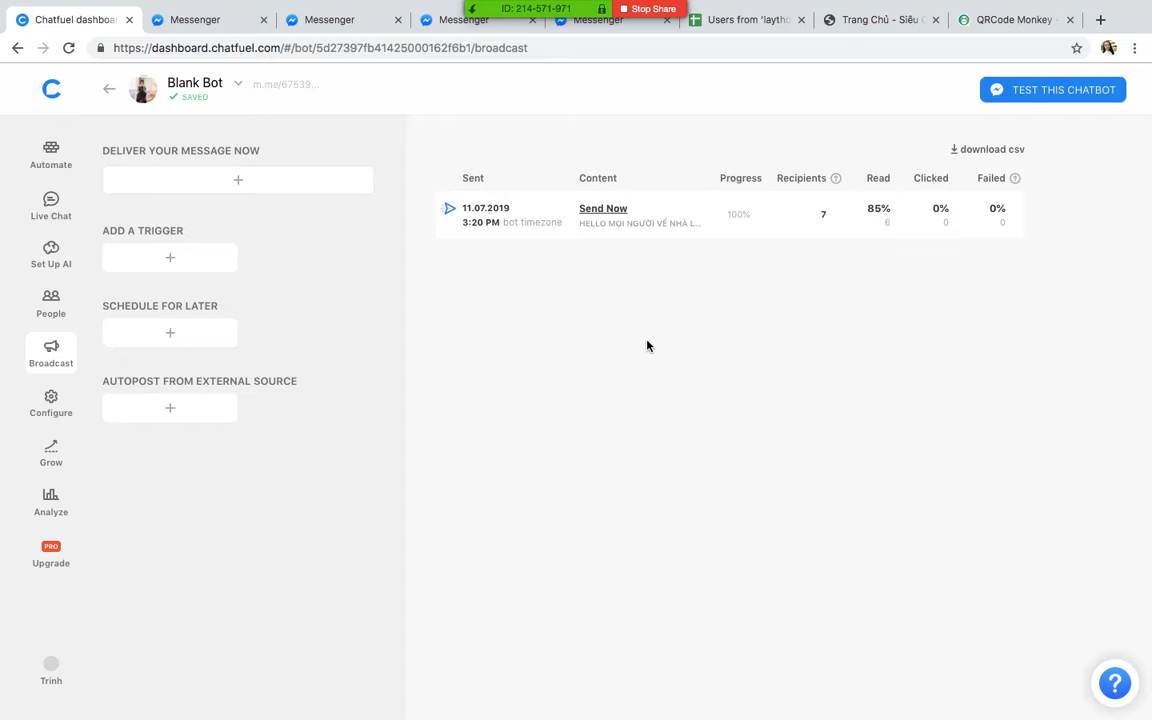 Chatfuel dashboa
Messenger
Messenger
Messenger
Messenger
Users from 'laytho
Trang Chủ - Siêu
QRCode Monkey -
ID: 214-571-971
Stop Share
https://dashboard.chatfuel.com/#/bot/5d27397fb41425000162f6b1/broadcast
Blank Bot
m.me/67539...
SAVED
TEST THIS CHATBOT
Automate
Live Chat
Set Up AI
People
Broadcast
Configure
Grow
Analyze
PRO
Upgrade
Trinh
DELIVER YOUR MESSAGE NOW
ADD A TRIGGER
SCHEDULE FOR LATER
AUTOPOST FROM EXTERNAL SOURCE
download csv
Sent Content Progress Recipients Read Clicked Failed
11.07.2019 Send Now 100% 7 85% 0% 0%
3:20 PM bot timezone HELLO MỌI NGƯỜI VỀ NHÀ L... 6 0 0